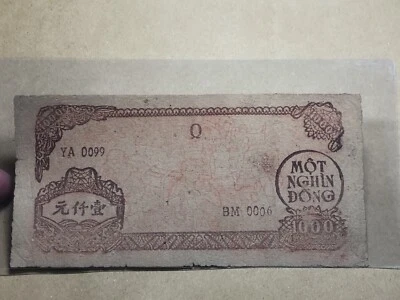 Q
YA 0099
MỘT
NGHÌN
ĐỒNG
元仟壹
BM 0006
1000